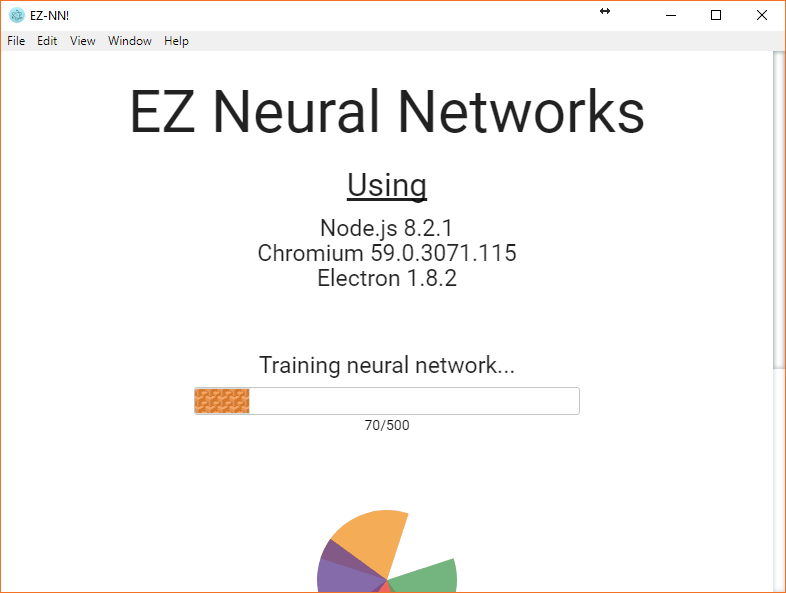 EZ-NN!
File Edit View Window Help
EZ Neural Networks
Using
Node.js 8.2.1
Chromium 59.0.3071.115
Electron 1.8.2
Training neural network...
70/500